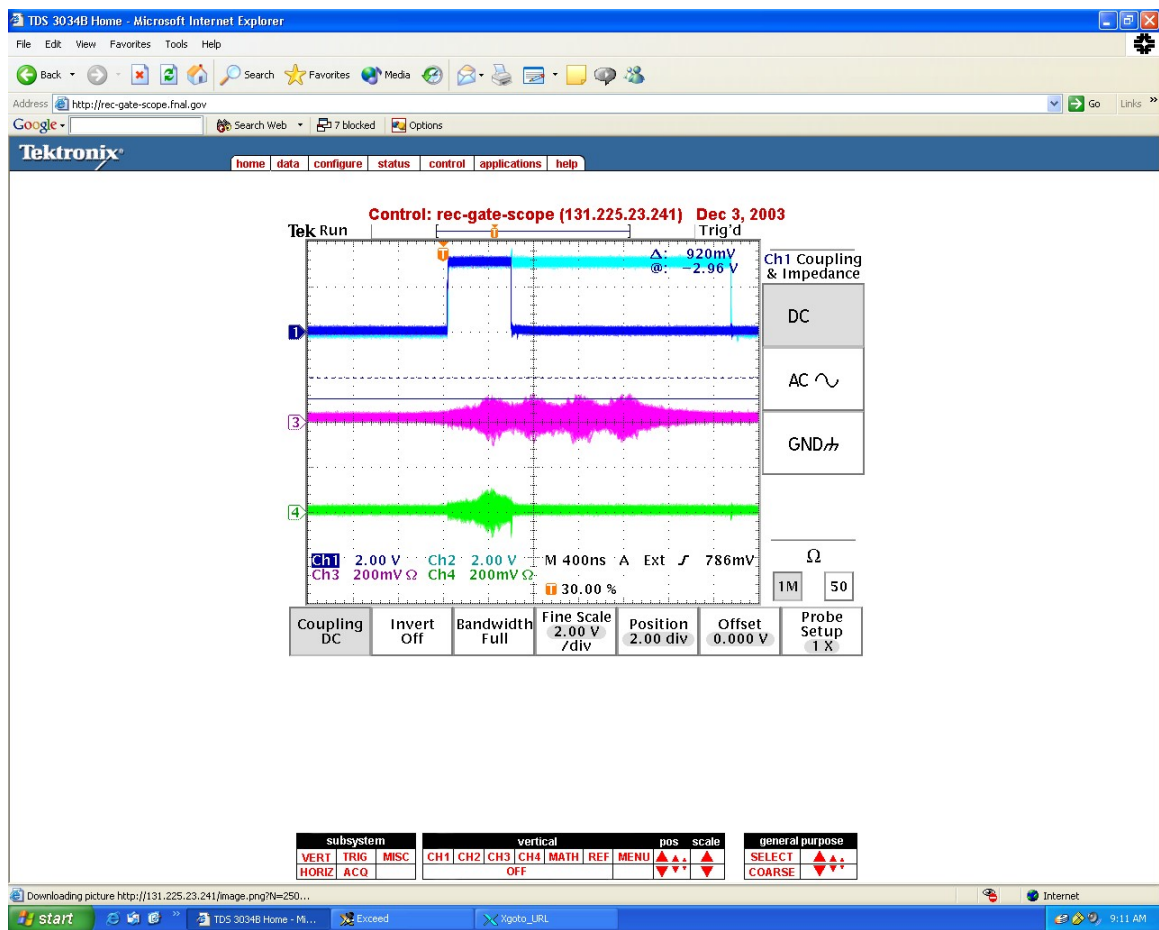 TDS 3034B Home - Microsoft Internet Explorer
File Edit View Favorites Tools Help
Back Search Favorites Media
Address http://rec-gate-scope.fnal.gov Go Links »
Google Search Web 7 blocked Options
Tektronix
home data configure status control applications help
Control: rec-gate-scope (131.225.23.241) Dec 3, 2003
Tek Run Trig'd
T T
Δ: 920mV
@: -2.96 V
Ch1 Coupling
& Impedance
DC
1
AC
3
GND
4
Ch1 2.00 V Ch2 2.00 V M 400ns A Ext 786mV
Ch3 200mVΩ Ch4 200mVΩ
T 30.00 %
Ω
1M 50
Coupling
DC
Invert
Off
Bandwidth
Full
Fine Scale
2.00 V
/div
Position
2.00 div
Offset
0.000 V
Probe
Setup
1 X
subsystem vertical pos scale general purpose
VERT TRIG MISC CH1 CH2 CH3 CH4 MATH REF MENU SELECT
HORIZ ACQ OFF COARSE
Downloading picture http://131.225.23.241/image.png?N=250... Internet
start TDS 3034B Home - Mi... Exceed Xgoto_URL 9:11 AM